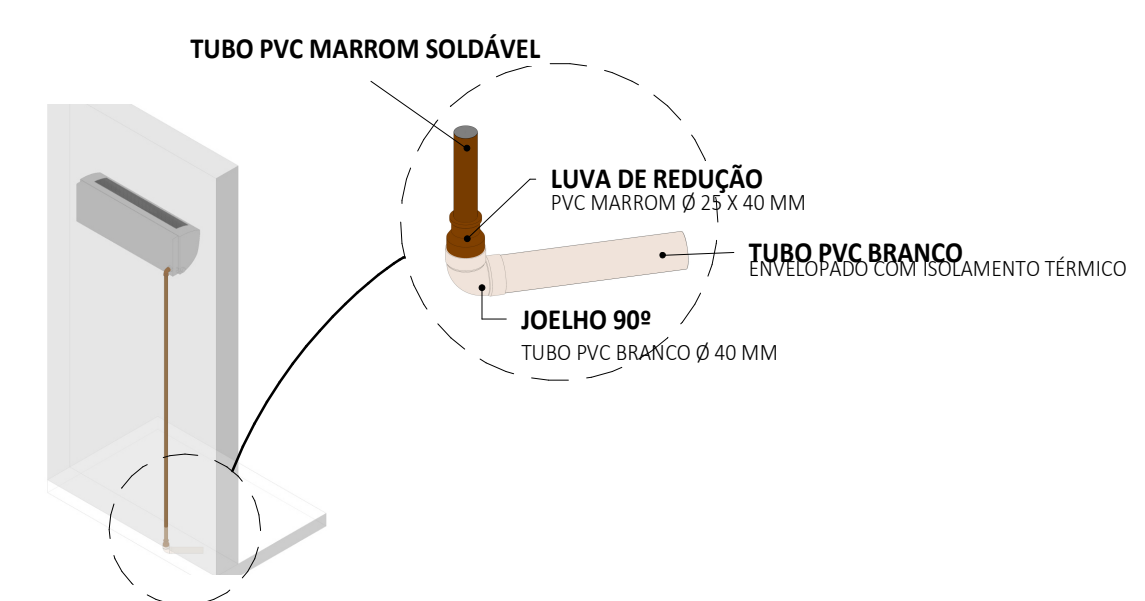 TUBO PVC MARROM SOLDÁVEL
LUVA DE REDUÇÃO
PVC MARROM Ø 25 X 40 MM
TUBO PVC BRANCO
ENVELOPADO COM ISOLAMENTO TÉRMICO
JOELHO 90º
TUBO PVC BRANCO Ø 40 MM